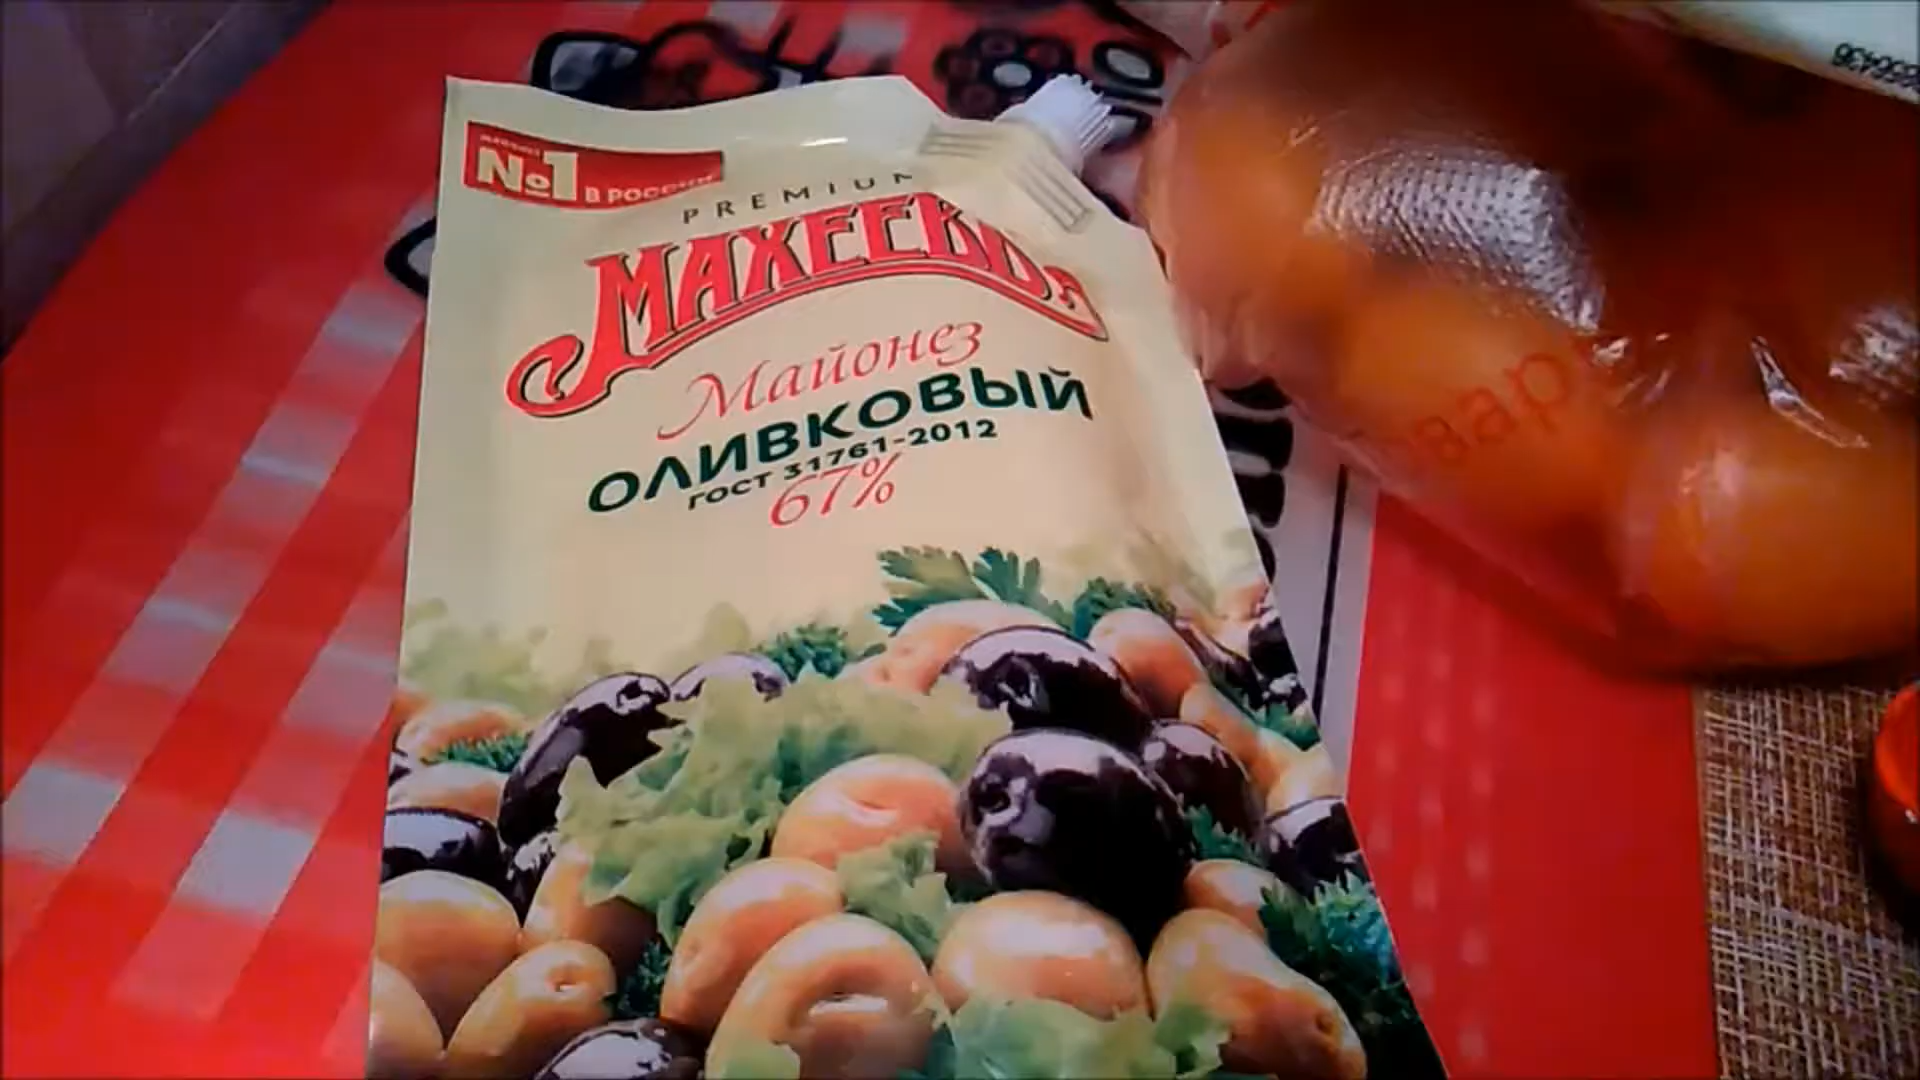 №1 В РОССИИ
PREMIUM
МАХЕЕВЪ
Майонез
ОЛИВКОВЫЙ
ГОСТ 31761-2012
67%